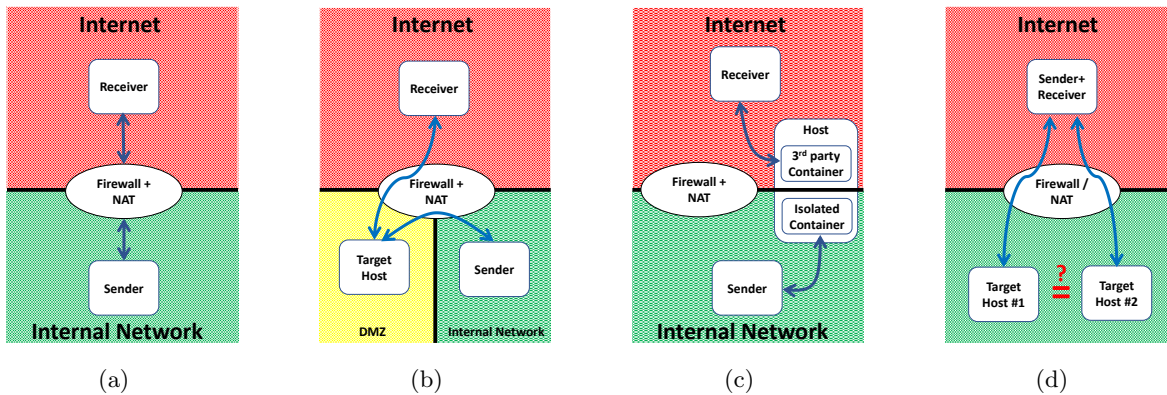 Internet
Receiver
Firewall +
NAT
Sender
Internal Network
(a)
Internet
Receiver
Firewall +
NAT
Target
Host
Sender
DMZ
Internal Network
(b)
Internet
Receiver
Host
3rd party
Container
Firewall +
NAT
Isolated
Container
Sender
Internal Network
(c)
Internet
Sender+
Receiver
Firewall /
NAT
Target
Host #1
?
=
Target
Host #2
(d)